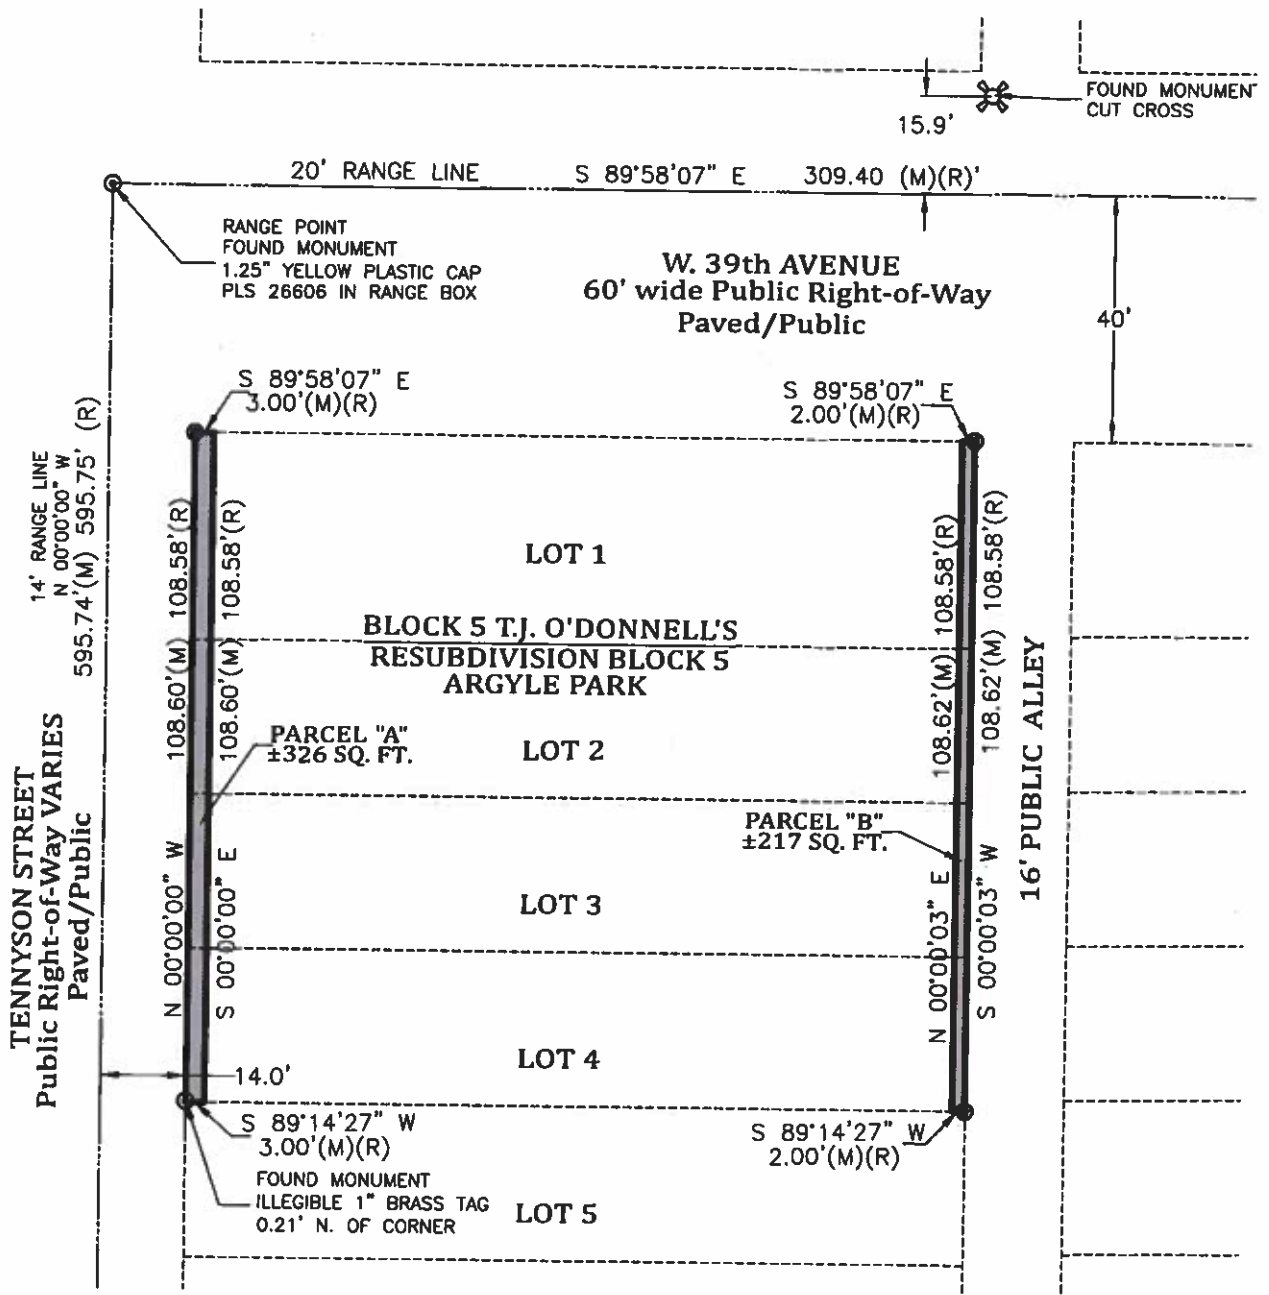 FOUND MONUMENT
CUT CROSS
15.9'
20' RANGE LINE S 89°58'07" E 309.40 (M)(R)'
RANGE POINT
FOUND MONUMENT
1.25" YELLOW PLASTIC CAP
PLS 26606 IN RANGE BOX
W. 39th AVENUE
60' wide Public Right-of-Way
Paved/Public
40'
S 89°58'07" E
3.00'(M)(R)
S 89°58'07" E
2.00'(M)(R)
14' RANGE LINE
N 00°00'00" W
595.74'(M) 595.75' (R)
108.60'(M) 108.58'(R)
108.60'(M) 108.58'(R)
LOT 1
108.62'(M) 108.58'(R)
108.62'(M) 108.58'(R)
BLOCK 5 T.J. O'DONNELL'S
RESUBDIVISION BLOCK 5
ARGYLE PARK
PARCEL "A"
±326 SQ. FT.
LOT 2
16' PUBLIC ALLEY
TENNYSON STREET
Public Right-of-Way VARIES
Paved/Public
PARCEL "B"
±217 SQ. FT.
N 00°00'00" W
S 00°00'00" E
LOT 3
N 00°00'03" E
S 00°00'03" W
LOT 4
14.0'
S 89°14'27" W
3.00'(M)(R)
S 89°14'27" W
2.00'(M)(R)
FOUND MONUMENT
ILLEGIBLE 1" BRASS TAG
0.21' N. OF CORNER
LOT 5